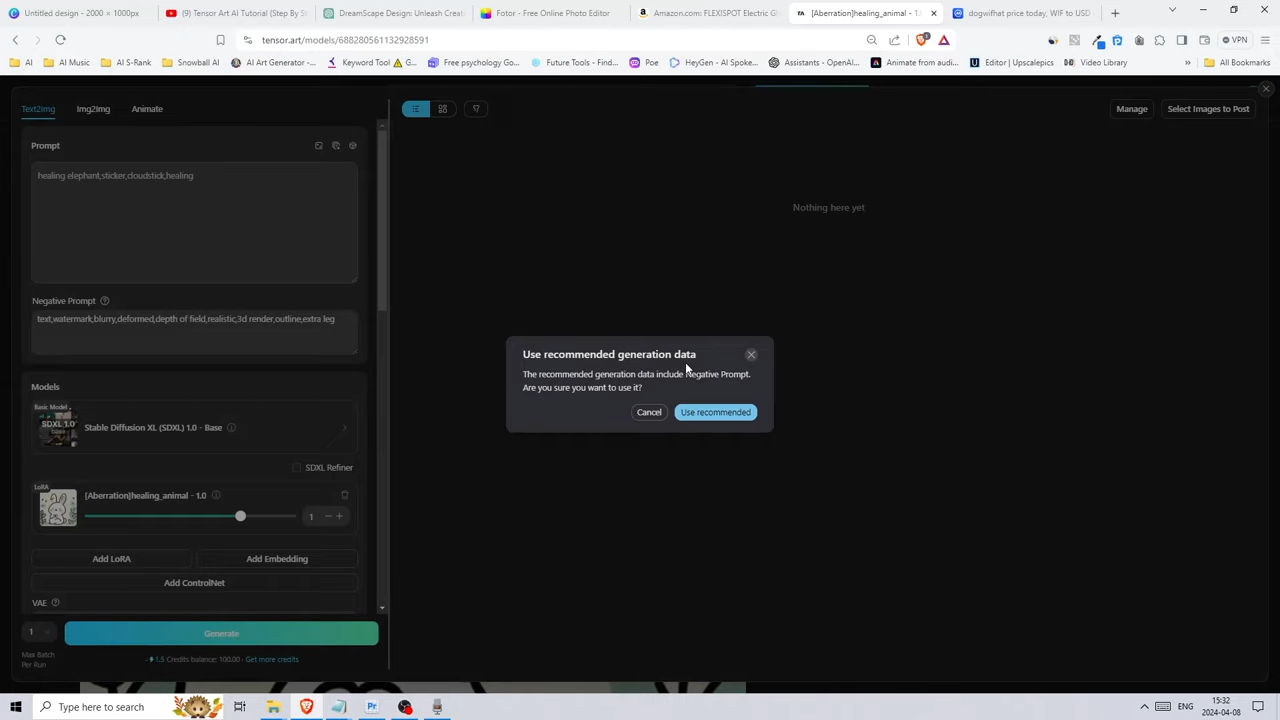 Untitled design - 2000 × 1000px
Tensor Art AI Tutorial (Step By S
DreamScape Design: Unleash Creat
Fotor - Free Online Photo Editor
Amazon.com: FLEXISPOT Electric G
TA
[Aberration]healing_animal - 1.
dogwifhat price today, WIF to USD
tensor.art/models/688280561132928591
VPN
AI
AI Music
AI S-Rank
Snowball AI
AI Art Generator -...
Keyword Tool
Free psychology go...
Future Tools - Find...
Poe
HeyGen - AI Spoke...
Assistants - OpenAI...
Animate from audi...
Editor | Upscalepics
Video Library
All Bookmarks
Text2Img
Img2Img
Animate
Manage
Select Images to Post
Prompt
healing elephant,sticker,cloudstick,healing
Nothing here yet
Negative Prompt
text,watermark,blurry,deformed,depth of field,realistic,3d render,outline,extra leg
Use recommended generation data
The recommended generation data include Negative Prompt.
Are you sure you want to use it?
Cancel
Use recommended
Models
Basic Model
SDXL 1.0
Stable Diffusion XL (SDXL) 1.0 - Base
SDXL Refiner
LoRA
[Aberration]healing_animal - 1.0
1
Add LoRA
Add Embedding
Add ControlNet
VAE
1
Generate
Max Batch
Per Run
1.5 Credits balance: 100.00 - Get more credits
Type here to search
Pr
ENG
15:32
2024-04-08